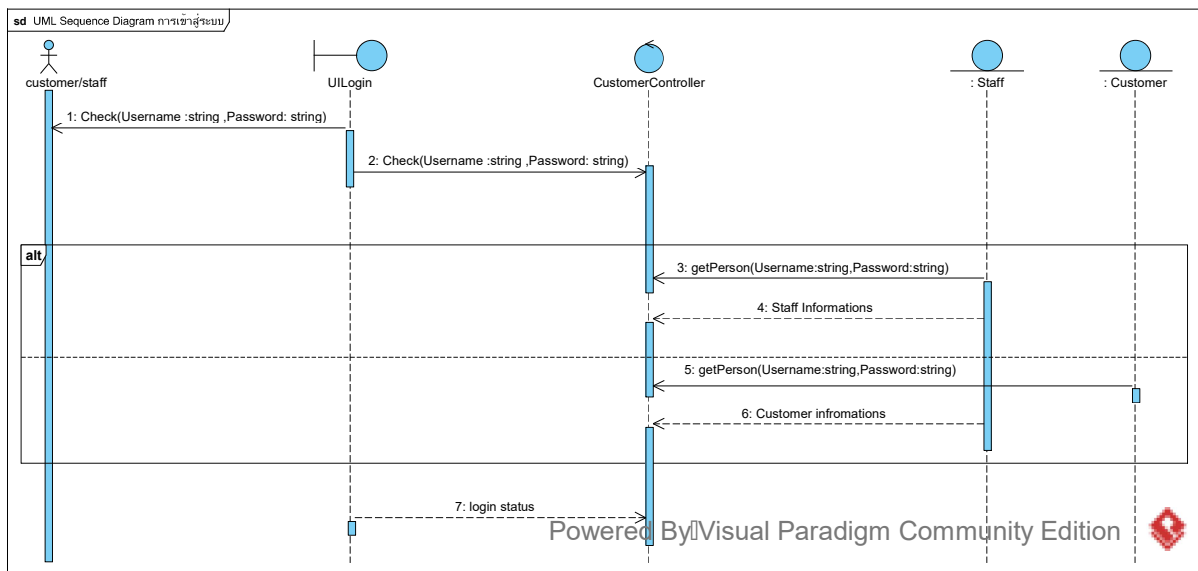 sd UML Sequence Diagram การเข้าสู่ระบบ
customer/staff
UILogin
CustomerController
: Staff
: Customer
1: Check(Username :string ,Password: string)
2: Check(Username :string ,Password: string)
alt
3: getPerson(Username:string,Password:string)
4: Staff Informations
5: getPerson(Username:string,Password:string)
6: Customer infromations
7: login status
Powered By Visual Paradigm Community Edition